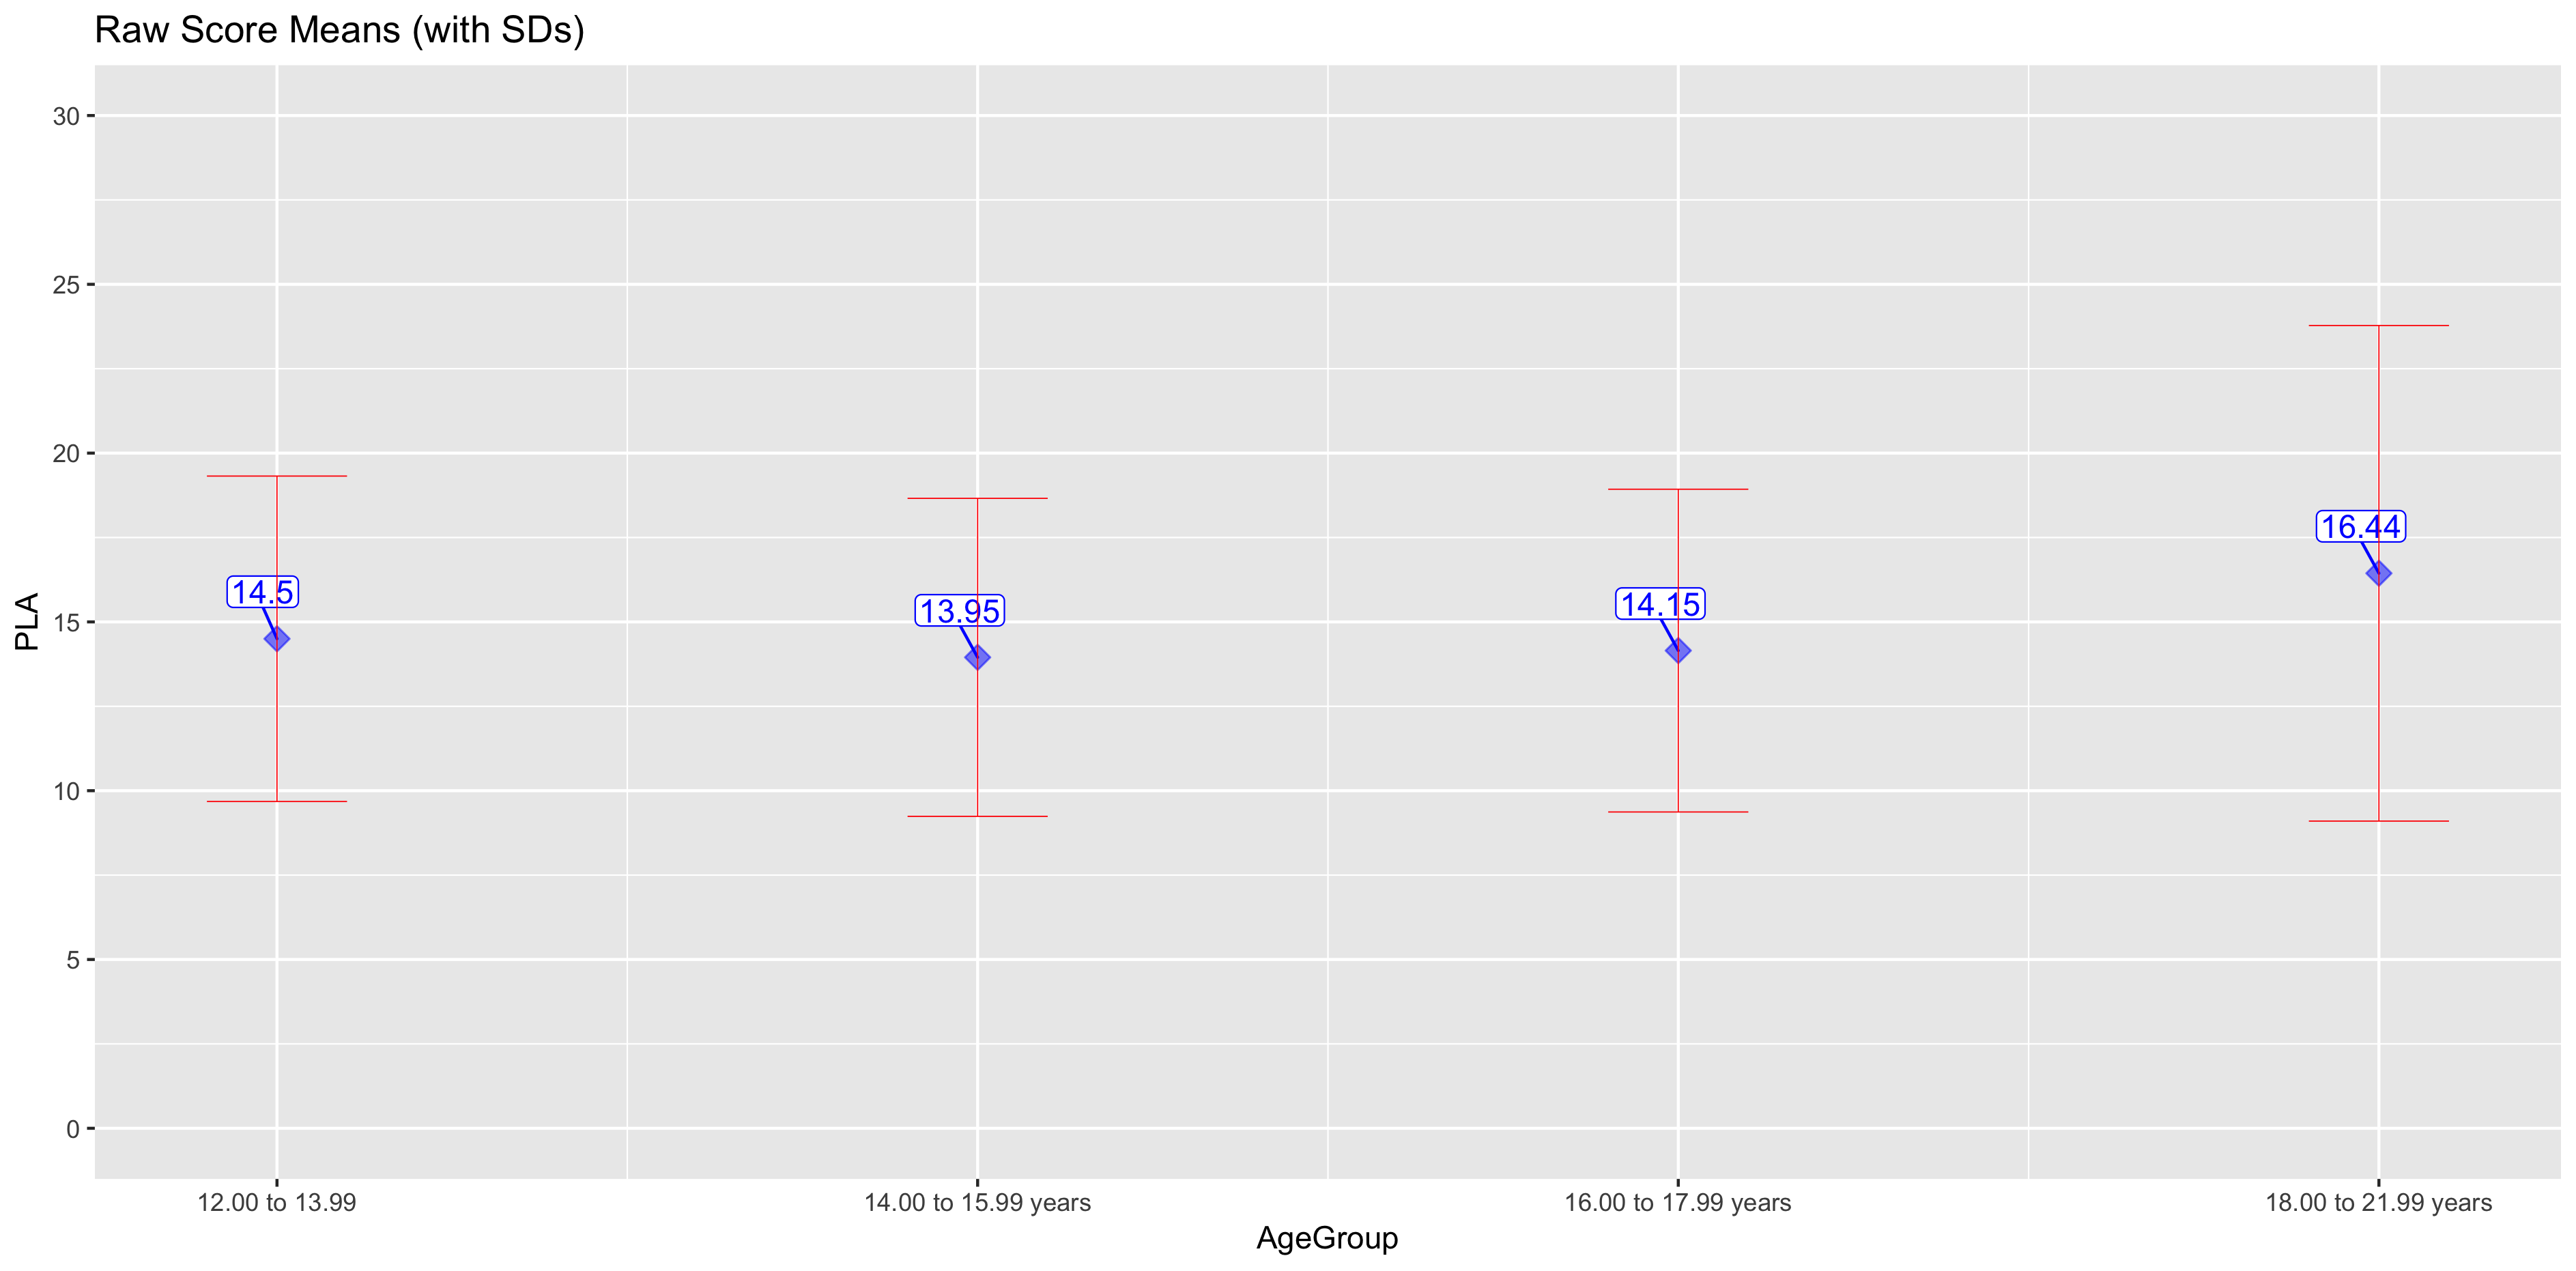 Raw Score Means (with SDs)
30
25
20
15
10
5
0
PLA
14.5
13.95
14.15
16.44
12.00 to 13.99
14.00 to 15.99 years
16.00 to 17.99 years
18.00 to 21.99 years
AgeGroup